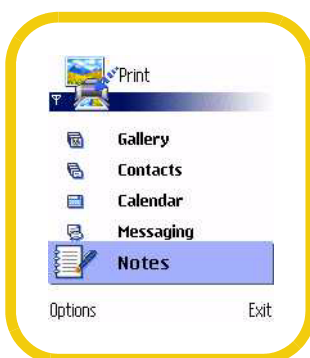 Print
Gallery
Contacts
Calendar
Messaging
Notes
Options Exit